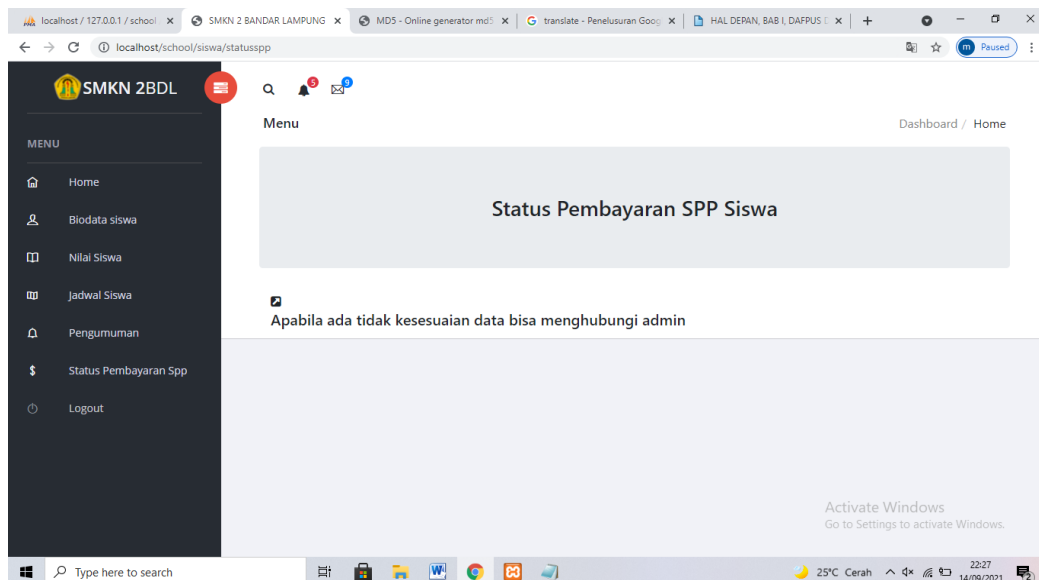 localhost / 127.0.0.1 / school
SMKN 2 BANDAR LAMPUNG
MD5 - Online generator md5
translate - Penelusuran Goog
HAL DEPAN, BAB I, DAFPUS
localhost/school/siswa/statusspp
Paused
SMKN 2BDL
5
9
Menu
Dashboard / Home
MENU
Home
Biodata siswa
Nilai Siswa
Jadwal Siswa
Pengumuman
Status Pembayaran Spp
Logout
Status Pembayaran SPP Siswa
Apabila ada tidak kesesuaian data bisa menghubungi admin
Activate Windows
Go to Settings to activate Windows.
Type here to search
25°C Cerah
22:27
14/09/2021